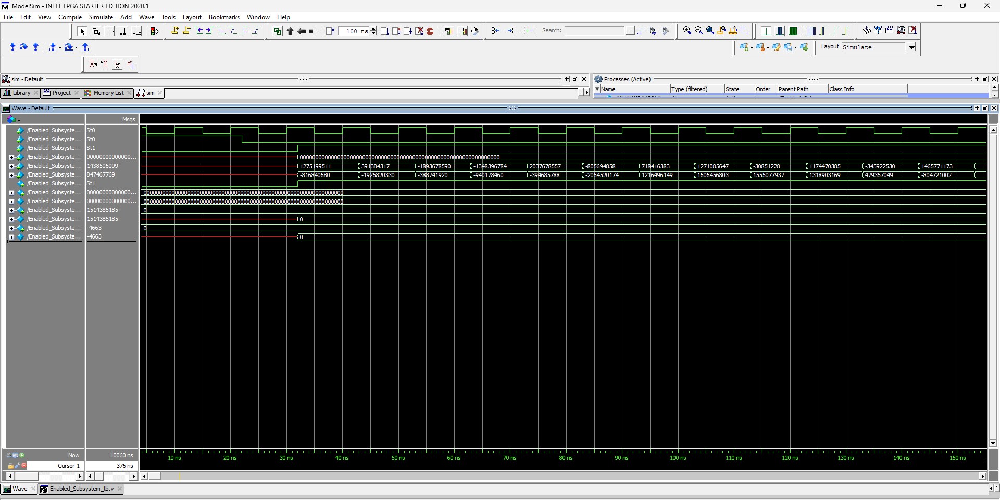 ModelSim - INTEL FPGA STARTER EDITION 2020.1
File Edit View Compile Simulate Add Wave Tools Layout Bookmarks Window Help
100 ns
Search:
Layout Simulate
sim - Default
Processes (Active)
Library Project Memory List sim
Name Type (filtered) State Order Parent Path Class Info
Wave - Default
Msgs
/Enabled_Subsyste... St0
/Enabled_Subsyste... St0
/Enabled_Subsyste... St1
/Enabled_Subsyste... 00000000000000... 0000000000000000000000000000000000000000000000000000000000000000
/Enabled_Subsyste... 1438506009 1275199511 391384317 -1893678590 -1348396784 2037678557 -805694858 718416383 1271085647 -30851228 1174470385 -345922530 1465771173
/Enabled_Subsyste... 847467769 -816840680 -1925820330 -388741920 -940178460 -394685788 -2054520174 1216496149 1606456803 1555077937 1318903169 479357049 -804721002
/Enabled_Subsyste... St1
/Enabled_Subsyste... 00000000000000... 0000000000000000000000000000000000000000000000000000000000000000
/Enabled_Subsyste... 00000000000000... 0000000000000000000000000000000000000000000000000000000000000000
/Enabled_Subsyste... 1514385185 0
/Enabled_Subsyste... 1514385185 0
/Enabled_Subsyste... -4663 0
/Enabled_Subsyste... -4663 0
Now 10060 ns
10 ns 20 ns 30 ns 40 ns 50 ns 60 ns 70 ns 80 ns 90 ns 100 ns 110 ns 120 ns 130 ns 140 ns 150 ns
Cursor 1 376 ns
Wave Enabled_Subsystem_tb.v